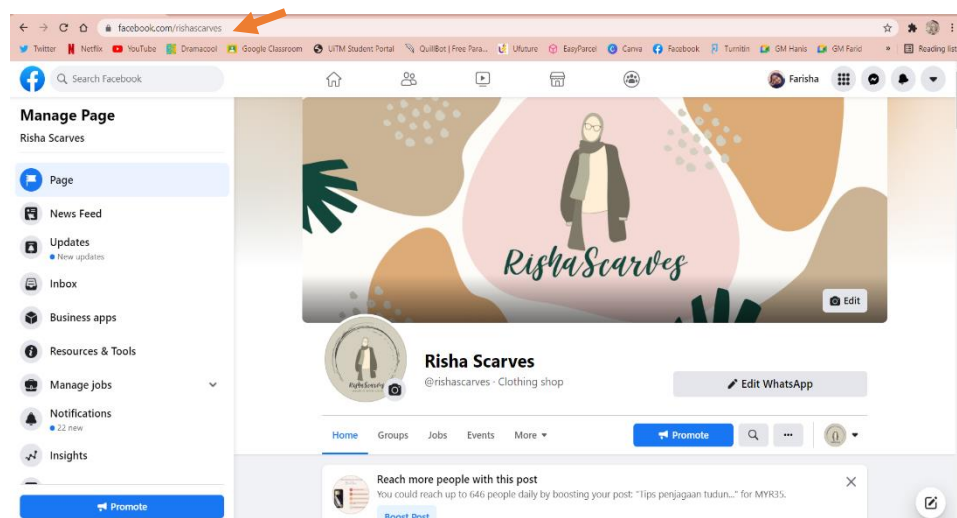 facebook.com/rishascarves
Twitter Netflix YouTube Dramacool Google Classroom UiTM Student Portal QuillBot | Free Para... Ufuture EasyParcel Canva Facebook Turnitin GM Hanis GM Farid » Reading list
Search Facebook
Farisha
Manage Page
Risha Scarves
Page
News Feed
Updates
New updates
Inbox
Business apps
Resources & Tools
Manage jobs
Notifications
22 new
Insights
Promote
RishaScarves
Edit
RishaScarves
Risha Scarves
@rishascarves · Clothing shop
Edit WhatsApp
Home Groups Jobs Events More
Promote
Reach more people with this post
You could reach up to 646 people daily by boosting your post: "Tips penjagaan tudun..." for MYR35.
Boost Post